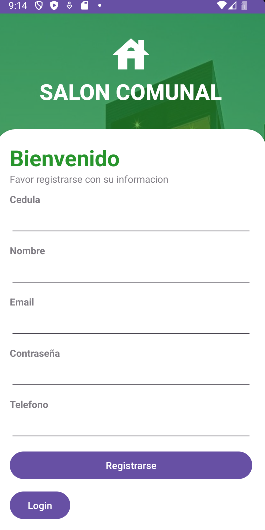 9:14
SALON COMUNAL
Bienvenido
Favor registrarse con su informacion
Cedula
Nombre
Email
Contraseña
Telefono
Registrarse
Login